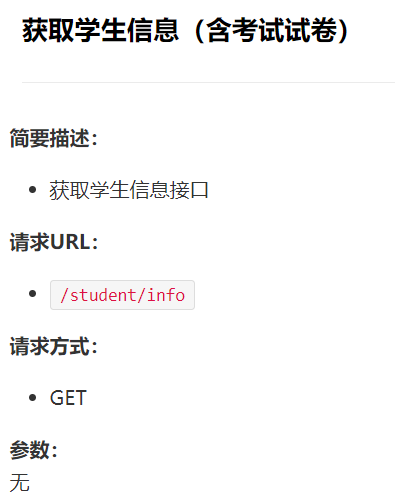 获取学生信息（含考试试卷）
简要描述：
获取学生信息接口
请求URL：
/student/info
请求方式：
GET
参数：
无